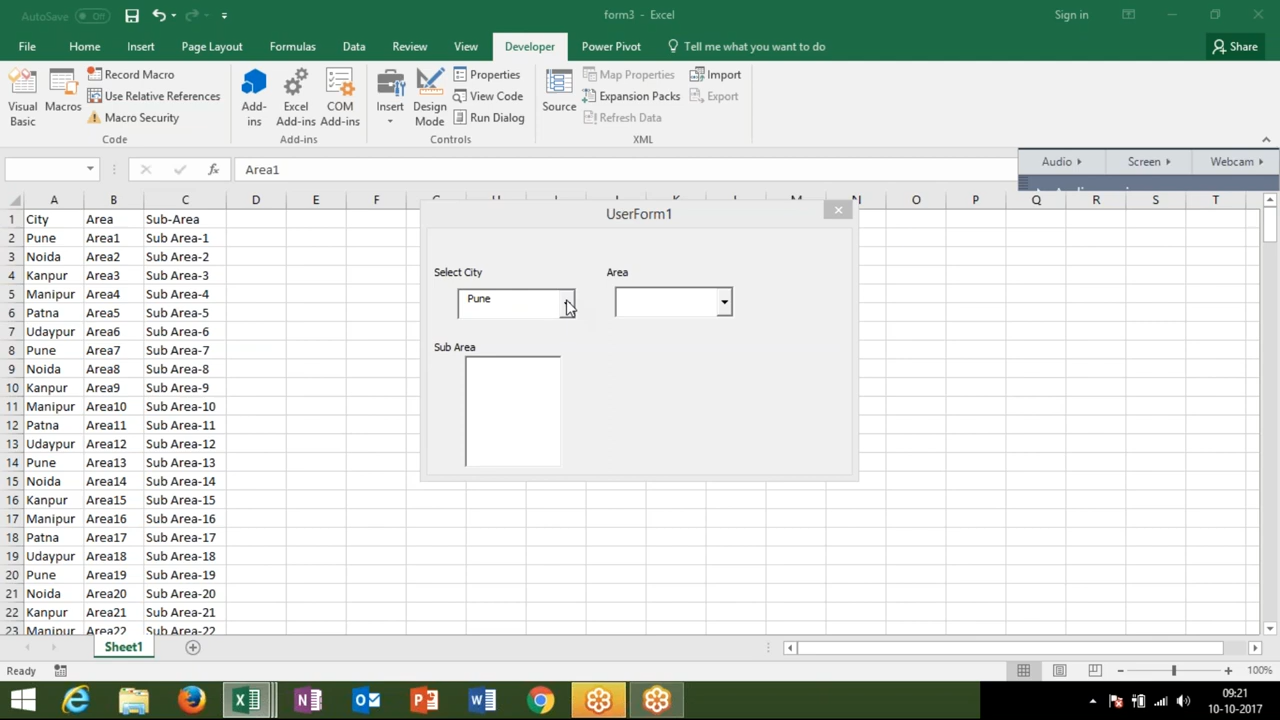 AutoSave Off
form3 - Excel
Sign in
File Home Insert Page Layout Formulas Data Review View Developer Power Pivot Tell me what you want to do Share
Visual Basic
Macros
Record Macro
Use Relative References
Macro Security
Code
Add-ins
Excel Add-ins
COM Add-ins
Add-ins
Insert
Design Mode
Properties
View Code
Run Dialog
Controls
Source
Map Properties
Expansion Packs
Refresh Data
Import
Export
XML
Area1
Audio Screen Webcam
A B C D E F G H I J K L M N O P Q R S T
1 City Area Sub-Area
2 Pune Area1 Sub Area-1
3 Noida Area2 Sub Area-2
4 Kanpur Area3 Sub Area-3
5 Manipur Area4 Sub Area-4
6 Patna Area5 Sub Area-5
7 Udaypur Area6 Sub Area-6
8 Pune Area7 Sub Area-7
9 Noida Area8 Sub Area-8
10 Kanpur Area9 Sub Area-9
11 Manipur Area10 Sub Area-10
12 Patna Area11 Sub Area-11
13 Udaypur Area12 Sub Area-12
14 Pune Area13 Sub Area-13
15 Noida Area14 Sub Area-14
16 Kanpur Area15 Sub Area-15
17 Manipur Area16 Sub Area-16
18 Patna Area17 Sub Area-17
19 Udaypur Area18 Sub Area-18
20 Pune Area19 Sub Area-19
21 Noida Area20 Sub Area-20
22 Kanpur Area21 Sub Area-21
23 Manipur Area22 Sub Area-22
UserForm1
Select City
Area
Pune
Sub Area
Sheet1
Ready
100%
09:21
10-10-2017